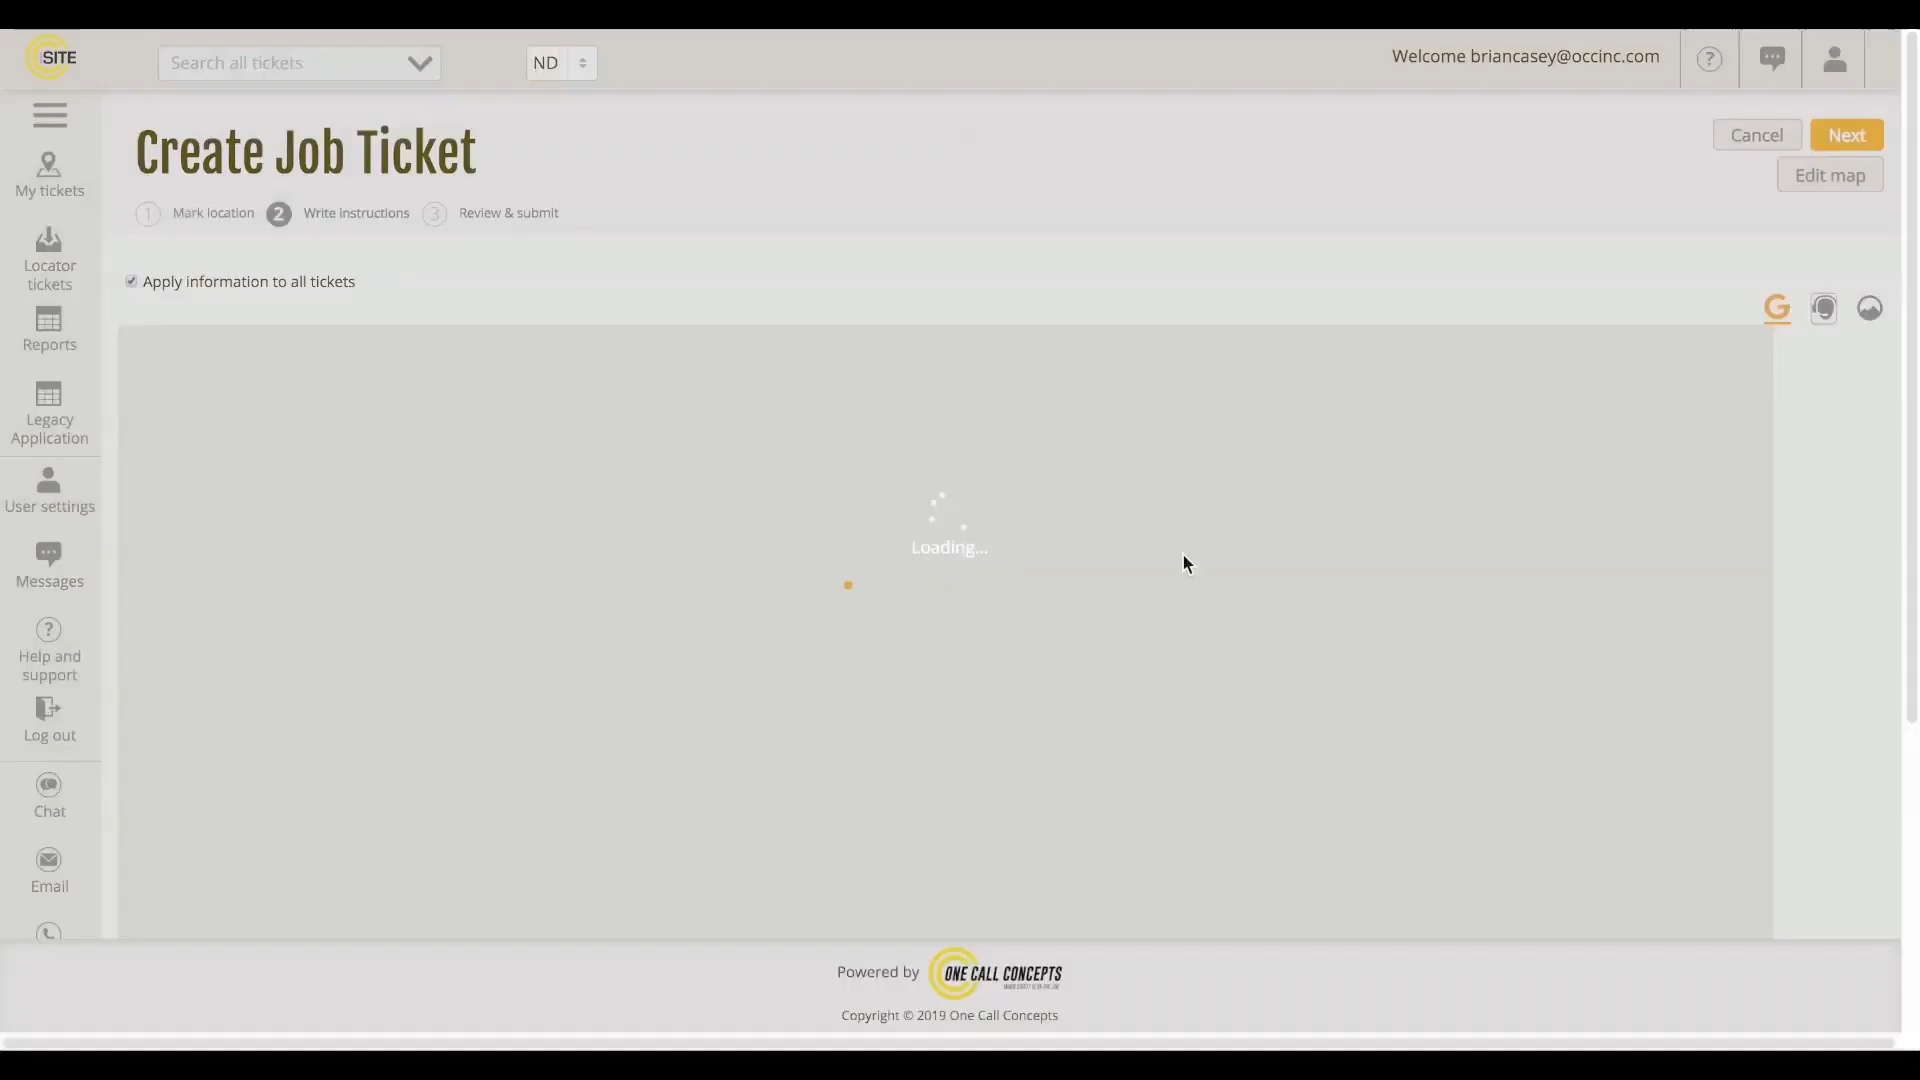 SITE
Search all tickets
ND
Welcome briancasey@occinc.com
?
Create Job Ticket
Cancel
Next
Edit map
1 Mark location 2 Write instructions 3 Review & submit
My tickets
Locator
tickets
Reports
Legacy
Application
User settings
Messages
?
Help and
support
Log out
Chat
Email
Apply information to all tickets
G
Loading...
Powered by
ONE CALL CONCEPTS
Copyright © 2019 One Call Concepts